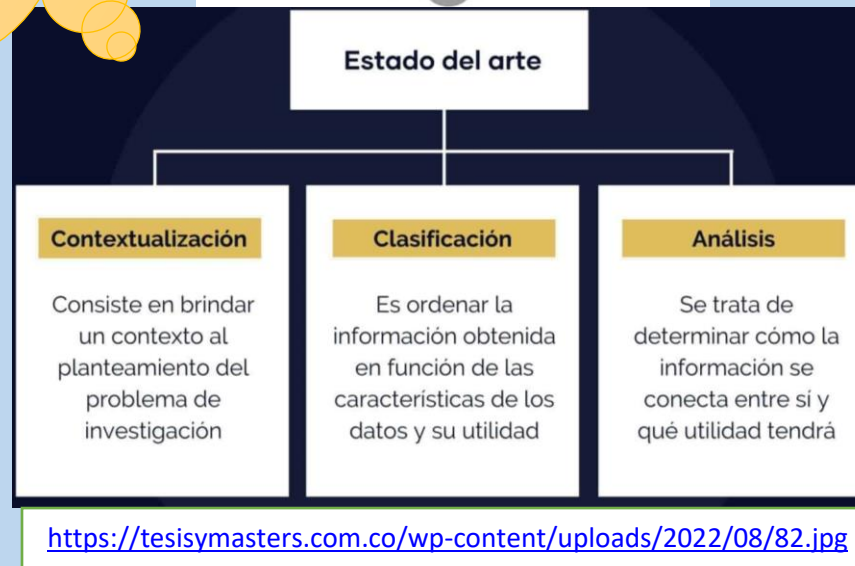 Estado del arte
Contextualización
Consiste en brindar
un contexto al
planteamiento del
problema de
investigación
Clasificación
Es ordenar la
información obtenida
en función de las
características de los
datos y su utilidad
Análisis
Se trata de
determinar cómo la
información se
conecta entre sí y
qué utilidad tendrá
https://tesisymasters.com.co/wp-content/uploads/2022/08/82.jpg